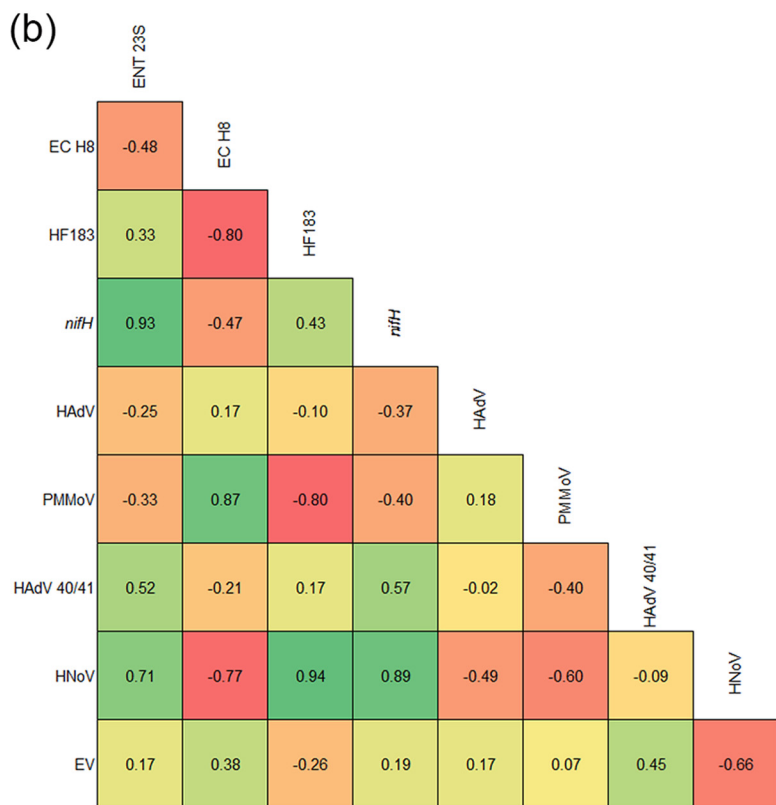 (b)
ENT 23S
EC H8 -0.48 EC H8
HF183 0.33 -0.80 HF183
nifH 0.93 -0.47 0.43 nifH
HAdV -0.25 0.17 -0.10 -0.37 HAdV
PMMoV -0.33 0.87 -0.80 -0.40 0.18 PMMoV
HAdV 40/41 0.52 -0.21 0.17 0.57 -0.02 -0.40 HAdV 40/41
HNoV 0.71 -0.77 0.94 0.89 -0.49 -0.60 -0.09 HNoV
EV 0.17 0.38 -0.26 0.19 0.17 0.07 0.45 -0.66